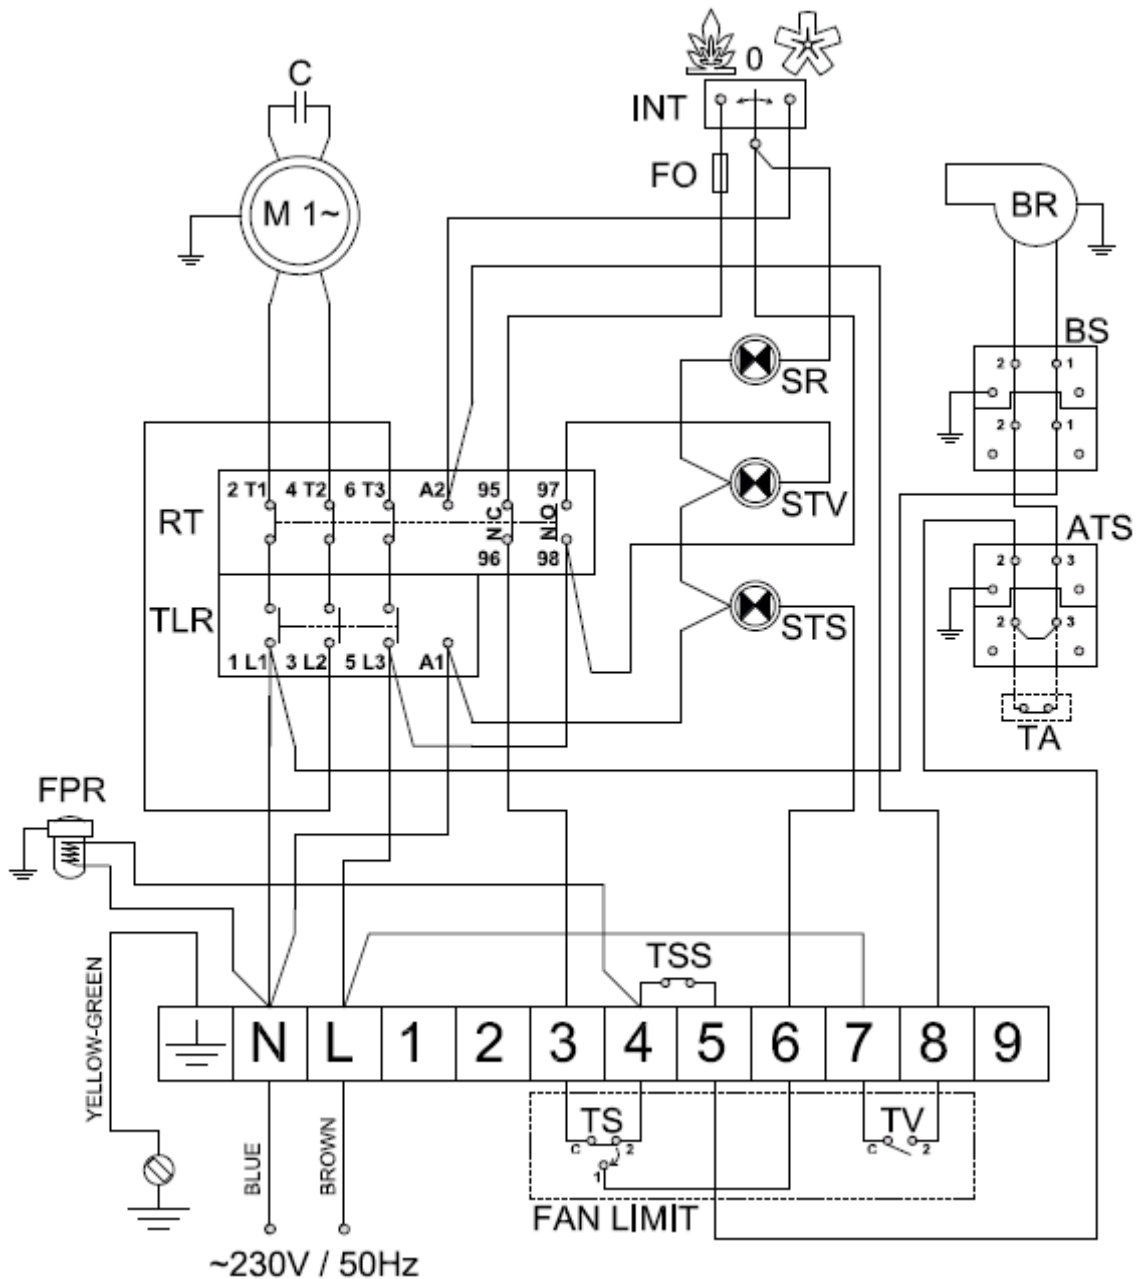 C
0
INT
FO
M 1~
BR
BS
2 1
SR
2 1
2 T1 4 T2 6 T3 A2 95 97
STV
RT
NC
NO
ATS
96 98
2 3
TLR
STS
2 3
1 L1 3 L2 5 L3 A1
TA
FPR
YELLOW-GREEN
TSS
N L 1 2 3 4 5 6 7 8 9
BLUE
BROWN
TS
C 2
1
TV
C 2
FAN LIMIT
~230V / 50Hz